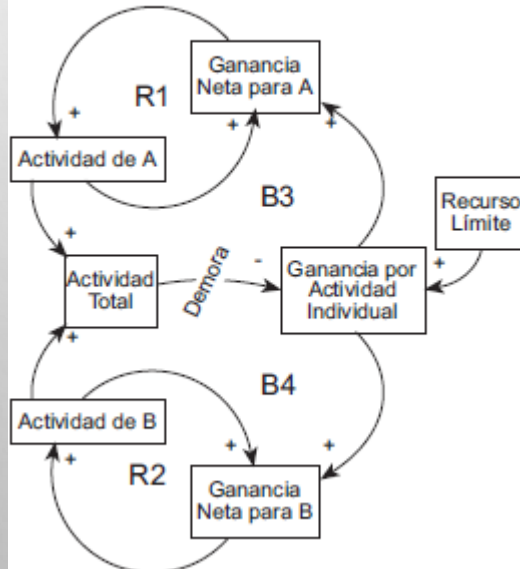 Ganancia
Neta para A
R1
+
+
+
Actividad de A
B3
Recurso
Límite
+
+
Actividad
Total
Demora
-
Ganancia por
Actividad
Individual
+
B4
Actividad de B
+
+
+
R2
Ganancia
Neta para B